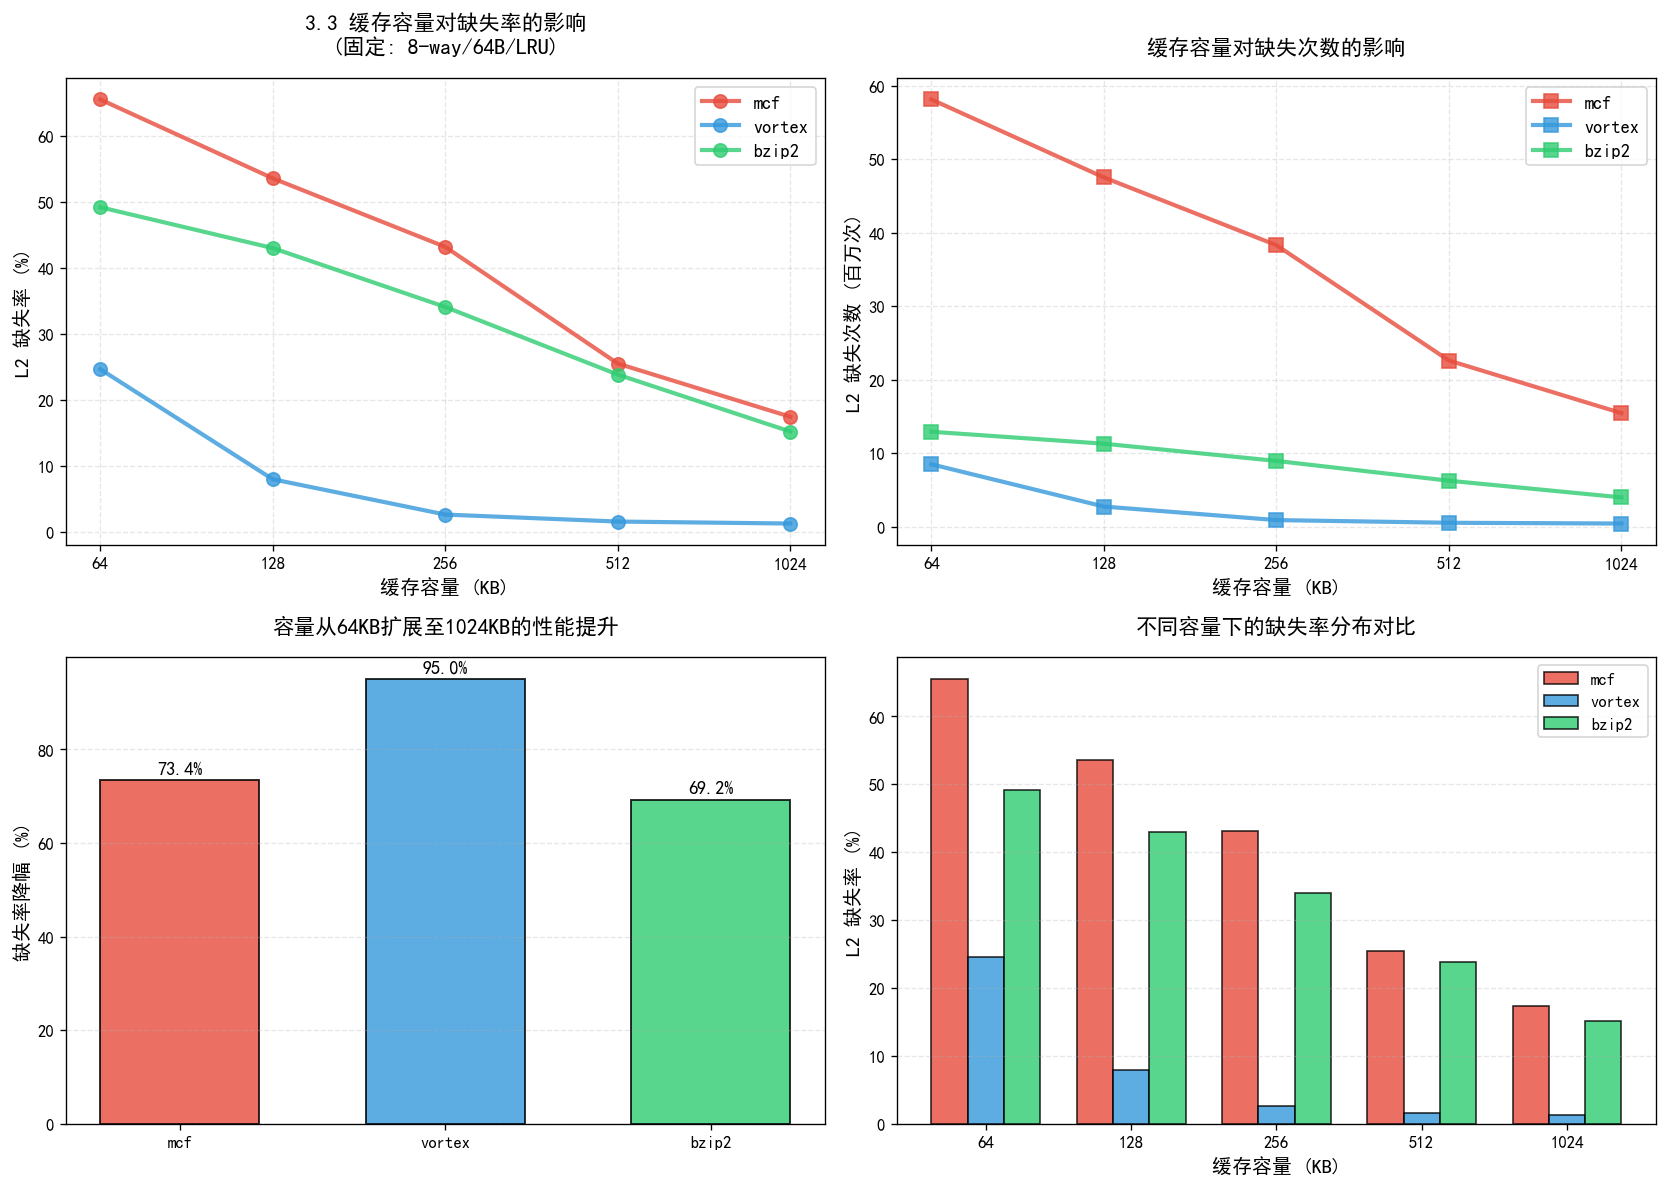 3.3 缓存容量对缺失率的影响
(固定: 8-way/64B/LRU)
L2 缺失率 (%)
60
50
40
30
20
10
0
64 128 256 512 1024
缓存容量 (KB)
mcf
vortex
bzip2
缓存容量对缺失次数的影响
L2 缺失次数 (百万次)
60
50
40
30
20
10
0
64 128 256 512 1024
缓存容量 (KB)
mcf
vortex
bzip2
容量从64KB扩展至1024KB的性能提升
缺失率降幅 (%)
80
60
40
20
0
73.4%
95.0%
69.2%
mcf vortex bzip2
不同容量下的缺失率分布对比
L2 缺失率 (%)
60
50
40
30
20
10
0
64 128 256 512 1024
缓存容量 (KB)
mcf
vortex
bzip2